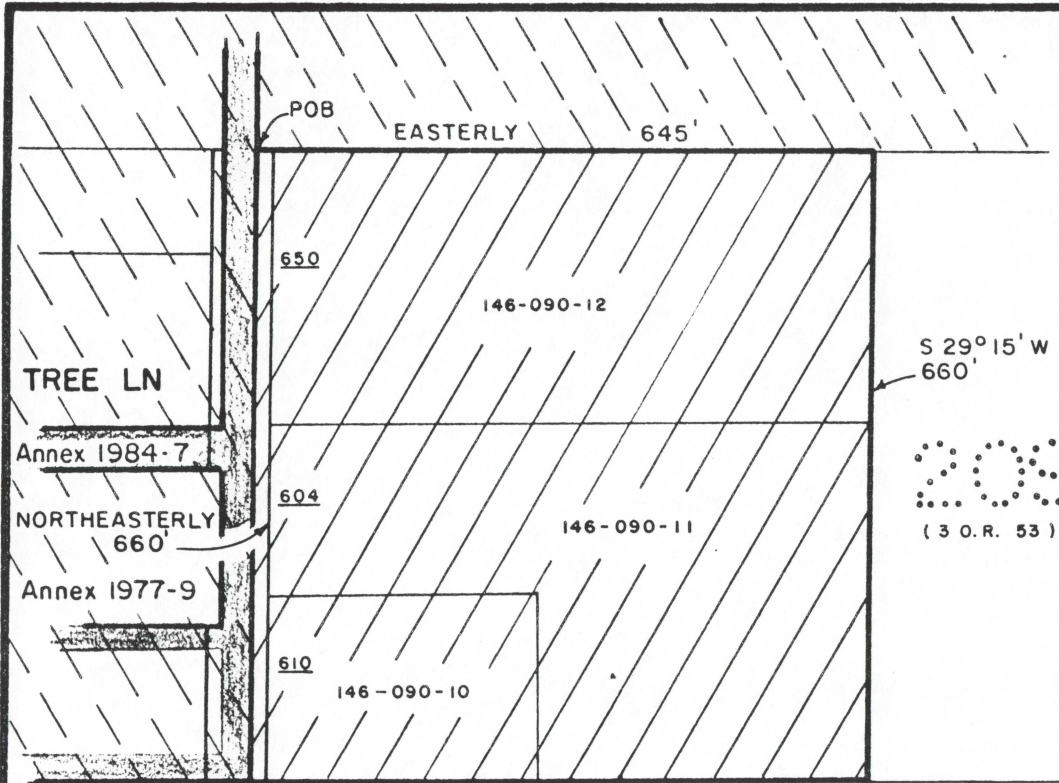 POB
EASTERLY 645'
650
146-090-12
S 29° 15' W
660'
TREE LN
Annex 1984-7
604
NORTHEASTERLY
660'
146-090-11
(3 O.R. 53)
Annex 1977-9
610
146-090-10